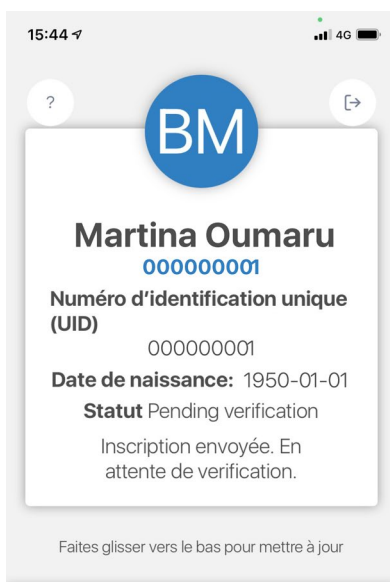 15:44
4G
?
BM
Martina Oumaru
000000001
Numéro d'identification unique
(UID)
000000001
Date de naissance: 1950-01-01
Statut Pending verification
Inscription envoyée. En
attente de verification.
Faites glisser vers le bas pour mettre à jour